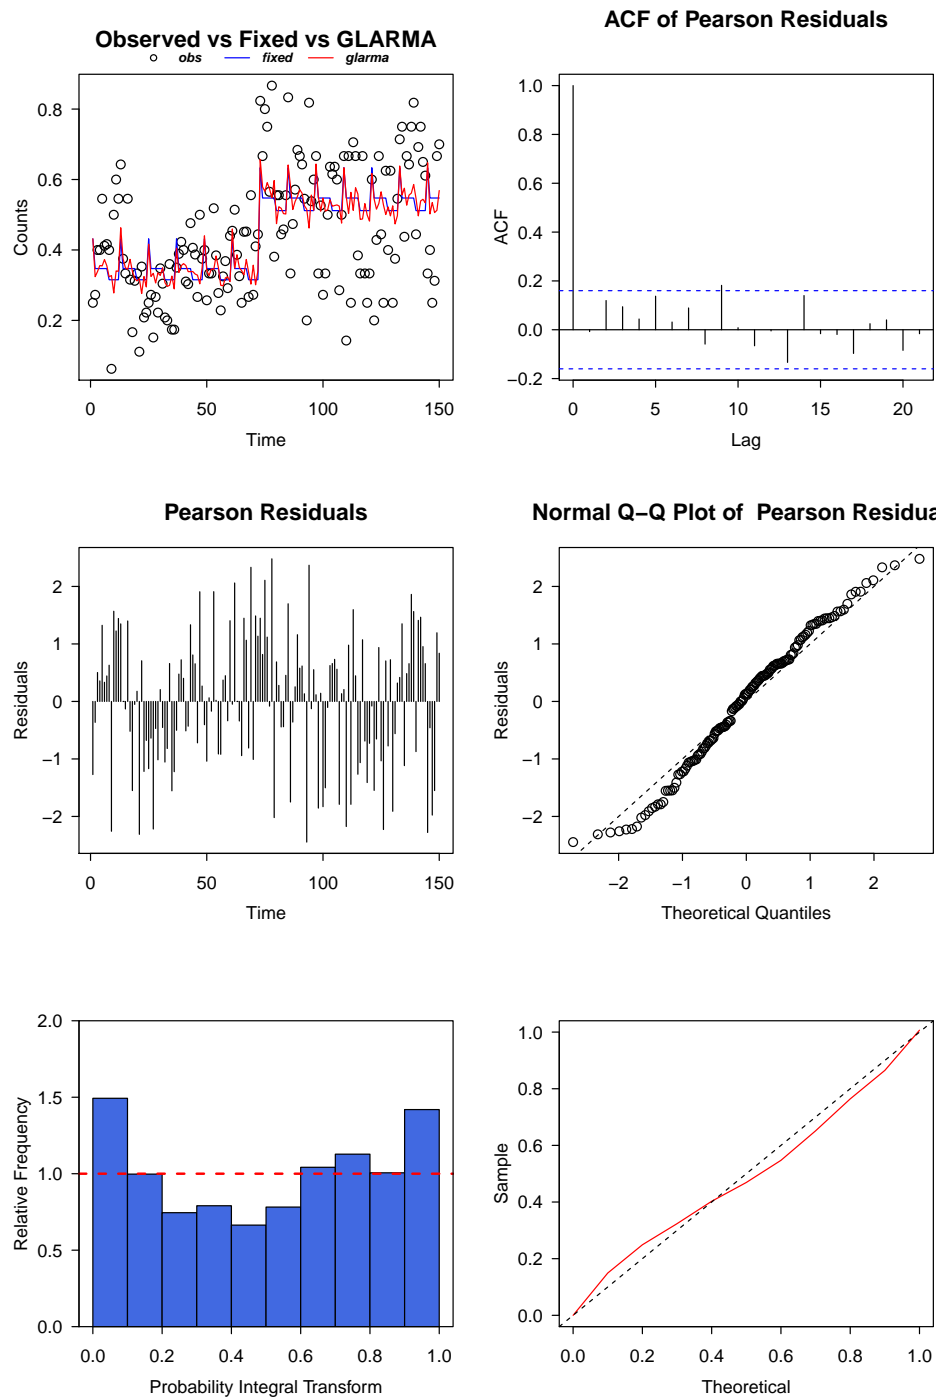 Observed vs Fixed vs GLARMA
obs fixed glarma
Counts
0.8
0.6
0.4
0.2
0 50 100 150
Time
ACF of Pearson Residuals
ACF
1.0
0.8
0.6
0.4
0.2
0.0
−0.2
0 5 10 15 20
Lag
Pearson Residuals
Residuals
2
1
0
−1
−2
0 50 100 150
Time
Normal Q−Q Plot of Pearson Residua
Residuals
2
1
0
−1
−2
−2 −1 0 1 2
Theoretical Quantiles
Relative Frequency
2.0
1.5
1.0
0.5
0.0
0.0 0.2 0.4 0.6 0.8 1.0
Probability Integral Transform
Sample
1.0
0.8
0.6
0.4
0.2
0.0
0.0 0.2 0.4 0.6 0.8 1.0
Theoretical